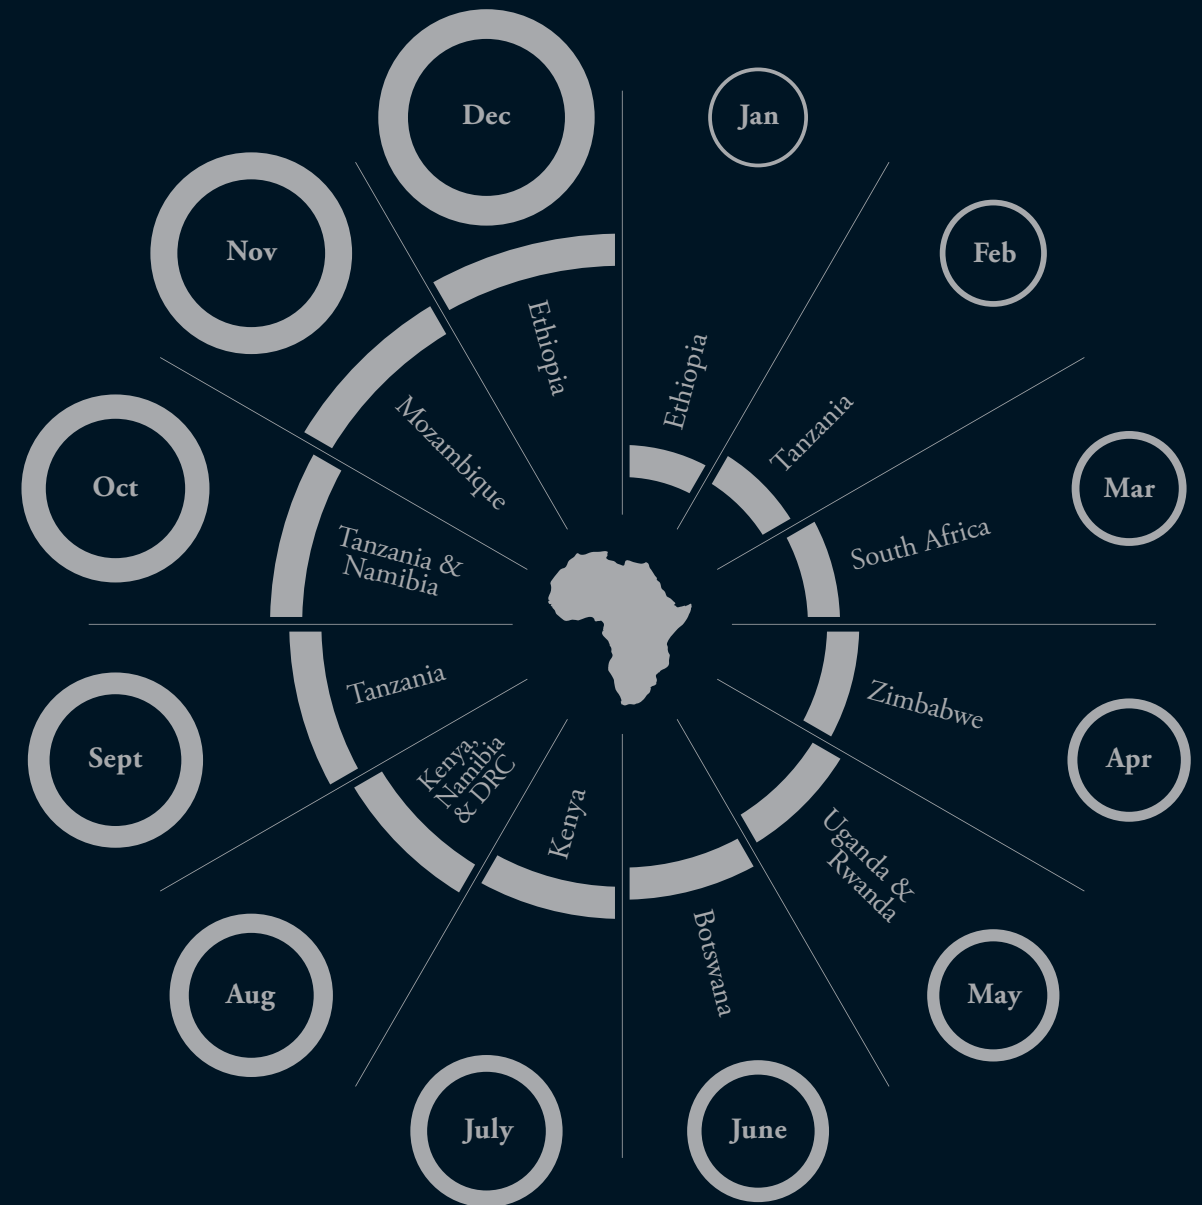 Jan
Ethiopia
Feb
Tanzania
Mar
South Africa
Apr
Zimbabwe
May
Uganda &
Rwanda
June
Botswana
July
Kenya
Aug
Kenya,
Namibia
& DRC
Sept
Tanzania
Oct
Tanzania &
Namibia
Nov
Mozambique
Dec
Ethiopia